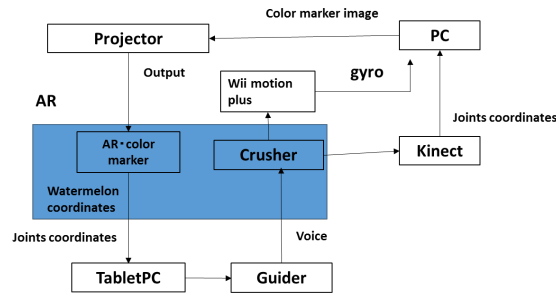 Color marker image
Projector
PC
Output
gyro
Wii motion
plus
AR
Joints coordinates
AR・color
marker
Crusher
Kinect
Watermelon
coordinates
Joints coordinates
Voice
TabletPC
Guider